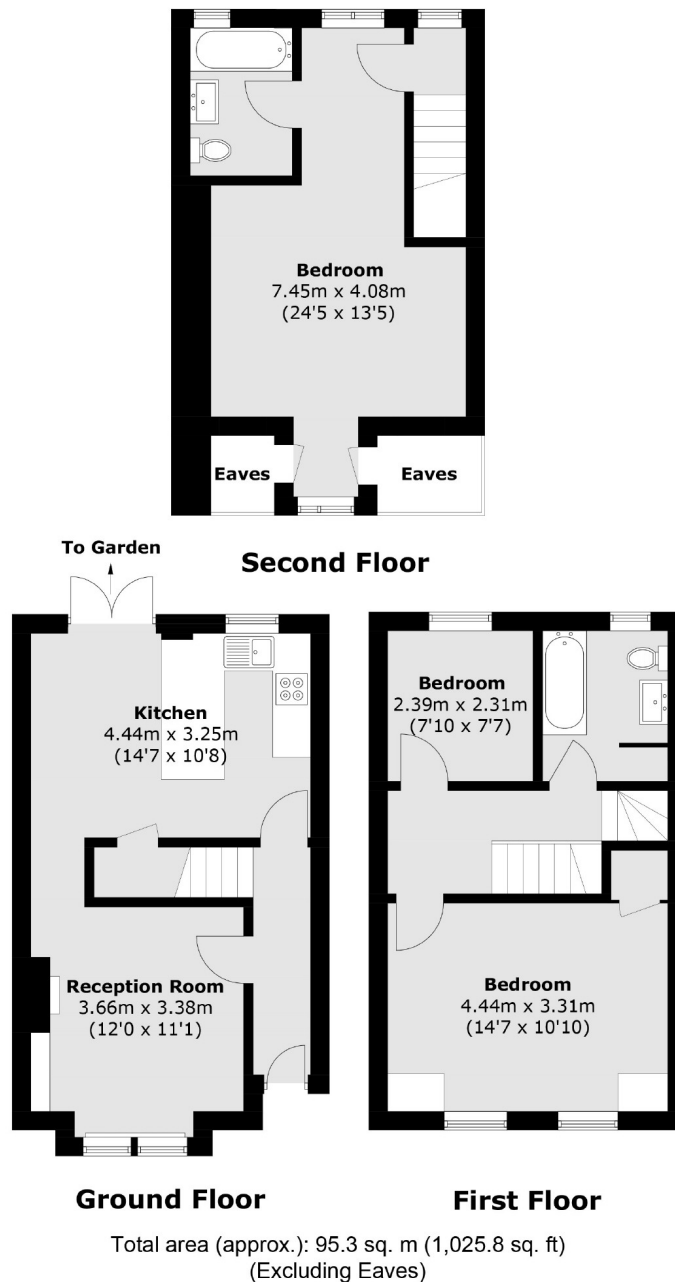 Bedroom
7.45m x 4.08m
(24'5 x 13'5)
Eaves
Eaves
Second Floor
To Garden
Kitchen
4.44m x 3.25m
(14'7 x 10'8)
Reception Room
3.66m x 3.38m
(12'0 x 11'1)
Ground Floor
Bedroom
2.39m x 2.31m
(7'10 x 7'7)
Bedroom
4.44m x 3.31m
(14'7 x 10'10)
First Floor
Total area (approx.): 95.3 sq. m (1,025.8 sq. ft)
(Excluding Eaves)